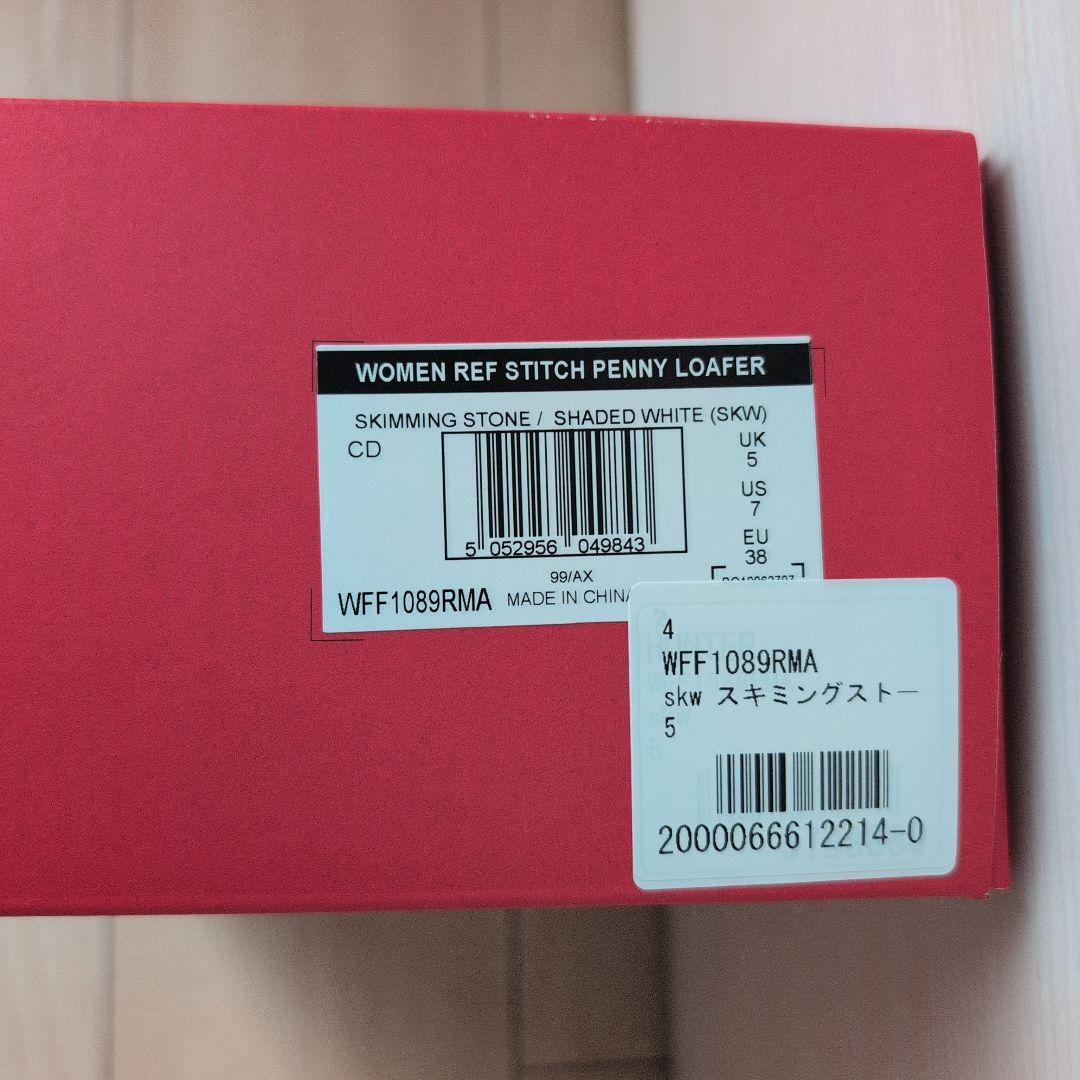 WOMEN REF STITCH PENNY LOAFER
SKIMMING STONE / SHADED WHITE (SKW)
CD
UK
5
US
7
EU
38
5 052956 049843
99/AX
WFF1089RMA MADE IN CHINA
4
WFF1089RMA
skw スキミングストー
5
2000066612214-0